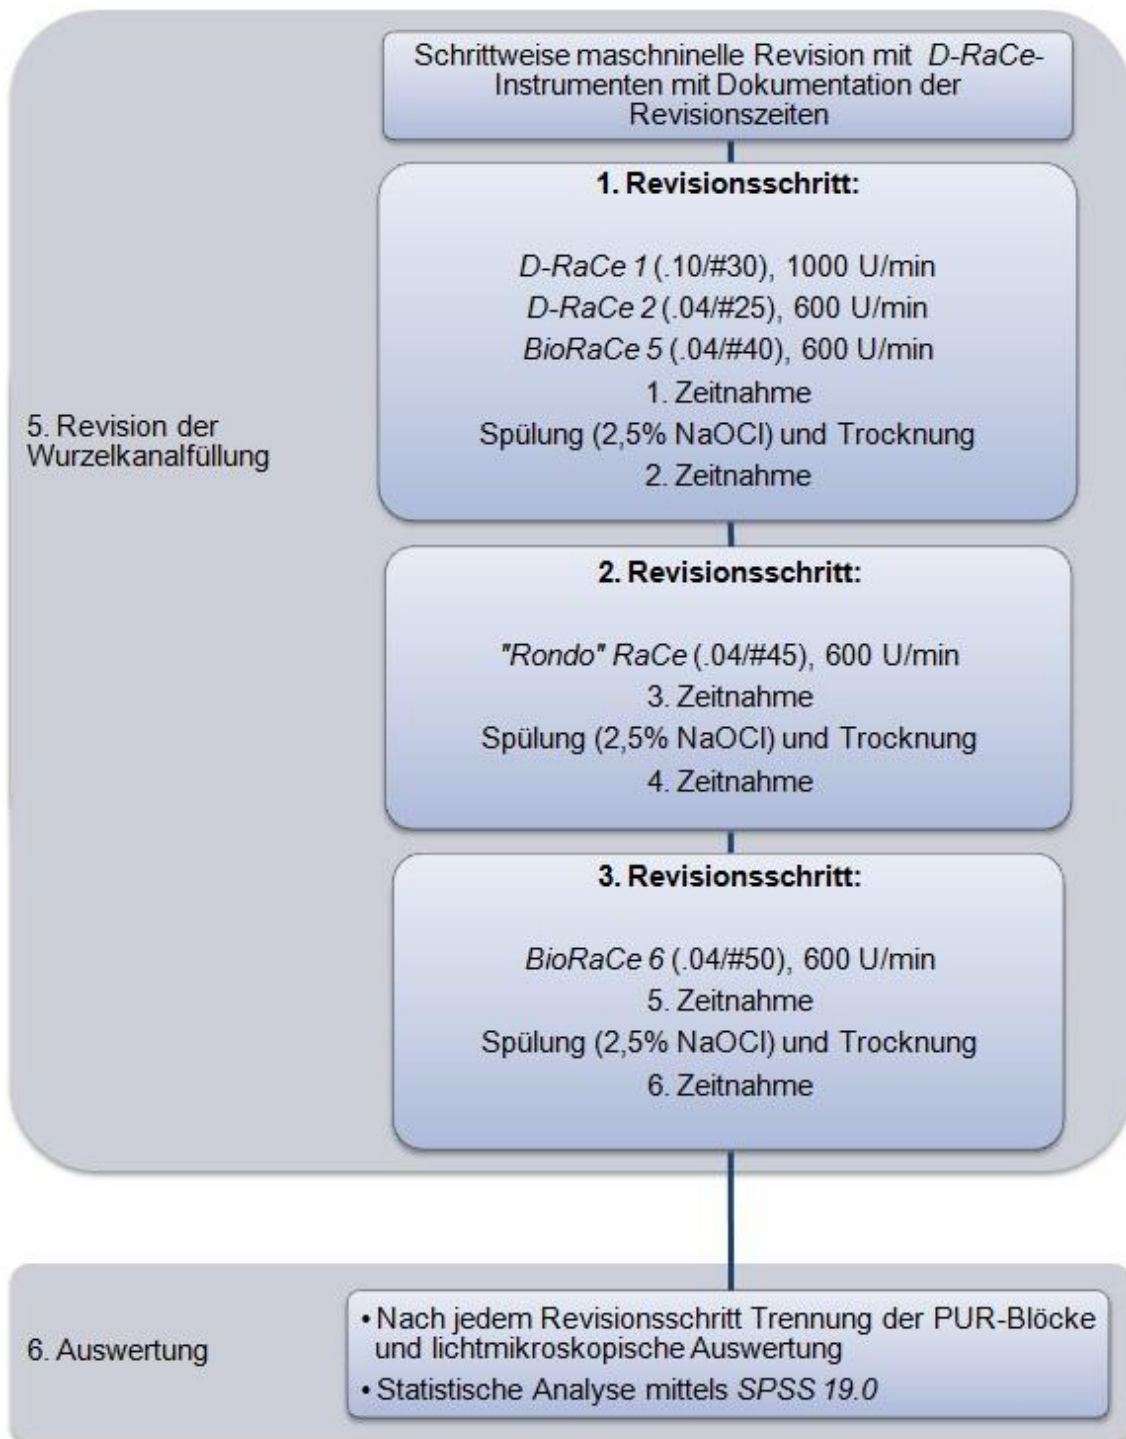 Schrittweise maschninelle Revision mit D-RaCe-
Instrumenten mit Dokumentation der
Revisionszeiten
5. Revision der
Wurzelkanalfüllung
1. Revisionsschritt:
D-RaCe 1 (.10/#30), 1000 U/min
D-RaCe 2 (.04/#25), 600 U/min
BioRaCe 5 (.04/#40), 600 U/min
1. Zeitnahme
Spülung (2,5% NaOCl) und Trocknung
2. Zeitnahme
2. Revisionsschritt:
"Rondo" RaCe (.04/#45), 600 U/min
3. Zeitnahme
Spülung (2,5% NaOCl) und Trocknung
4. Zeitnahme
3. Revisionsschritt:
BioRaCe 6 (.04/#50), 600 U/min
5. Zeitnahme
Spülung (2,5% NaOCl) und Trocknung
6. Zeitnahme
6. Auswertung
• Nach jedem Revisionsschritt Trennung der PUR-Blöcke
und lichtmikroskopische Auswertung
• Statistische Analyse mittels SPSS 19.0